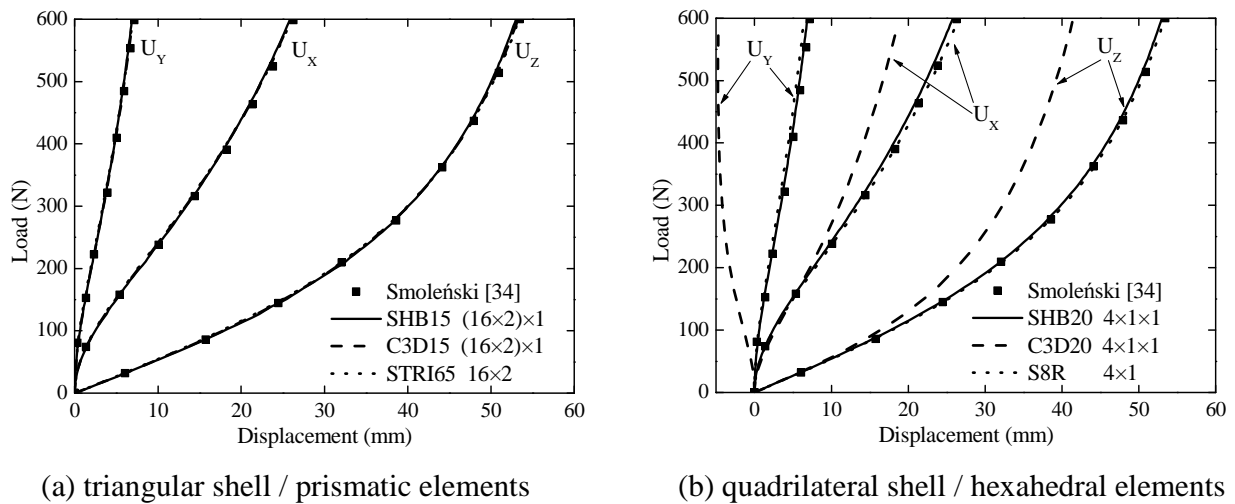 600
500
400
300
200
100
0
Load (N)
U_Y
U_X
U_Z
Smoleński [34]
SHB15 (16×2)×1
C3D15 (16×2)×1
STRI65 16×2
0 10 20 30 40 50 60
Displacement (mm)
(a) triangular shell / prismatic elements
600
500
400
300
200
100
0
Load (N)
U_Y
U_X
U_Z
Smoleński [34]
SHB20 4×1×1
C3D20 4×1×1
S8R 4×1
0 10 20 30 40 50 60
Displacement (mm)
(b) quadrilateral shell / hexahedral elements